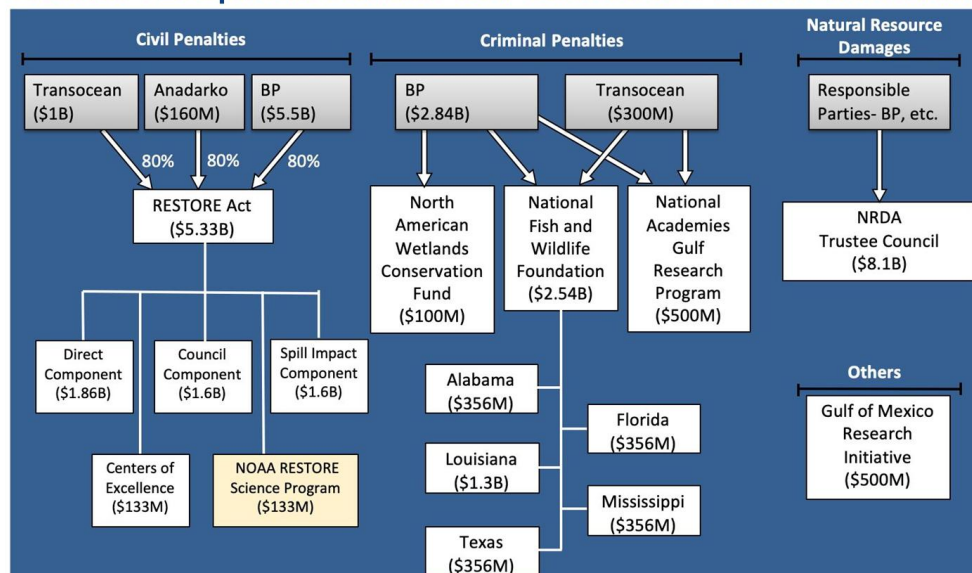 Civil Penalties
Criminal Penalties
Natural Resource
Damages
Transocean
($1B)
Anadarko
($160M)
BP
($5.5B)
BP
($2.84B)
Transocean
($300M)
Responsible
Parties- BP, etc.
80%
80%
80%
RESTORE Act
($5.33B)
North
American
Wetlands
Conservation
Fund
($100M)
National
Fish and
Wildlife
Foundation
($2.54B)
National
Academies
Gulf
Research
Program
($500M)
NRDA
Trustee Council
($8.1B)
Direct
Component
($1.86B)
Council
Component
($1.6B)
Spill Impact
Component
($1.6B)
Centers of
Excellence
($133M)
NOAA RESTORE
Science Program
($133M)
Alabama
($356M)
Florida
($356M)
Louisiana
($1.3B)
Mississippi
($356M)
Texas
($356M)
Others
Gulf of Mexico
Research
Initiative
($500M)